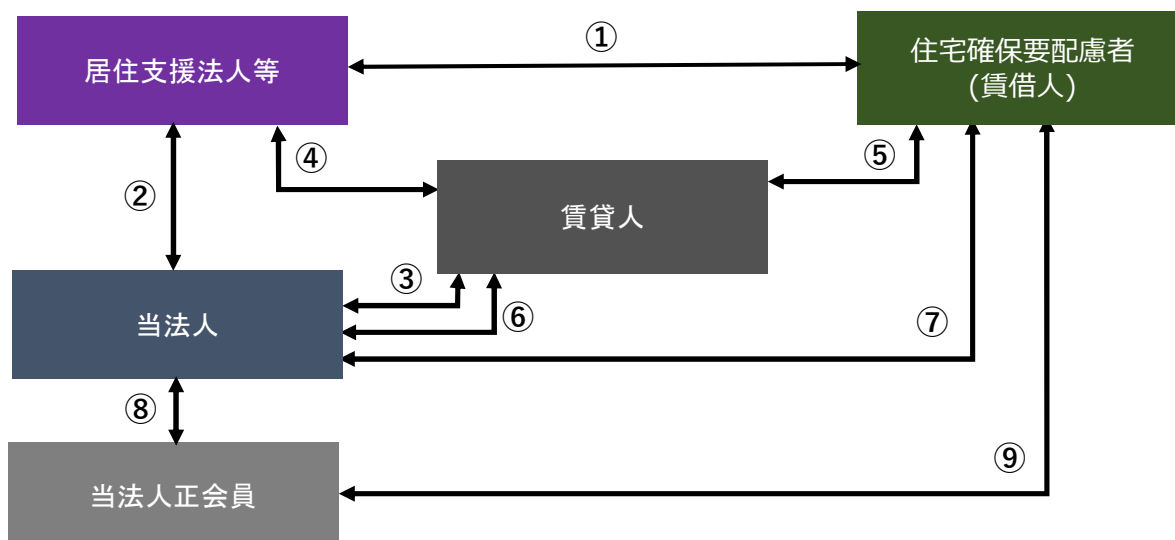 ①
居住支援法人等
住宅確保要配慮者
(賃借人)
④
⑤
②
賃貸人
③
⑥
当法人
⑦
⑧
⑨
当法人正会員